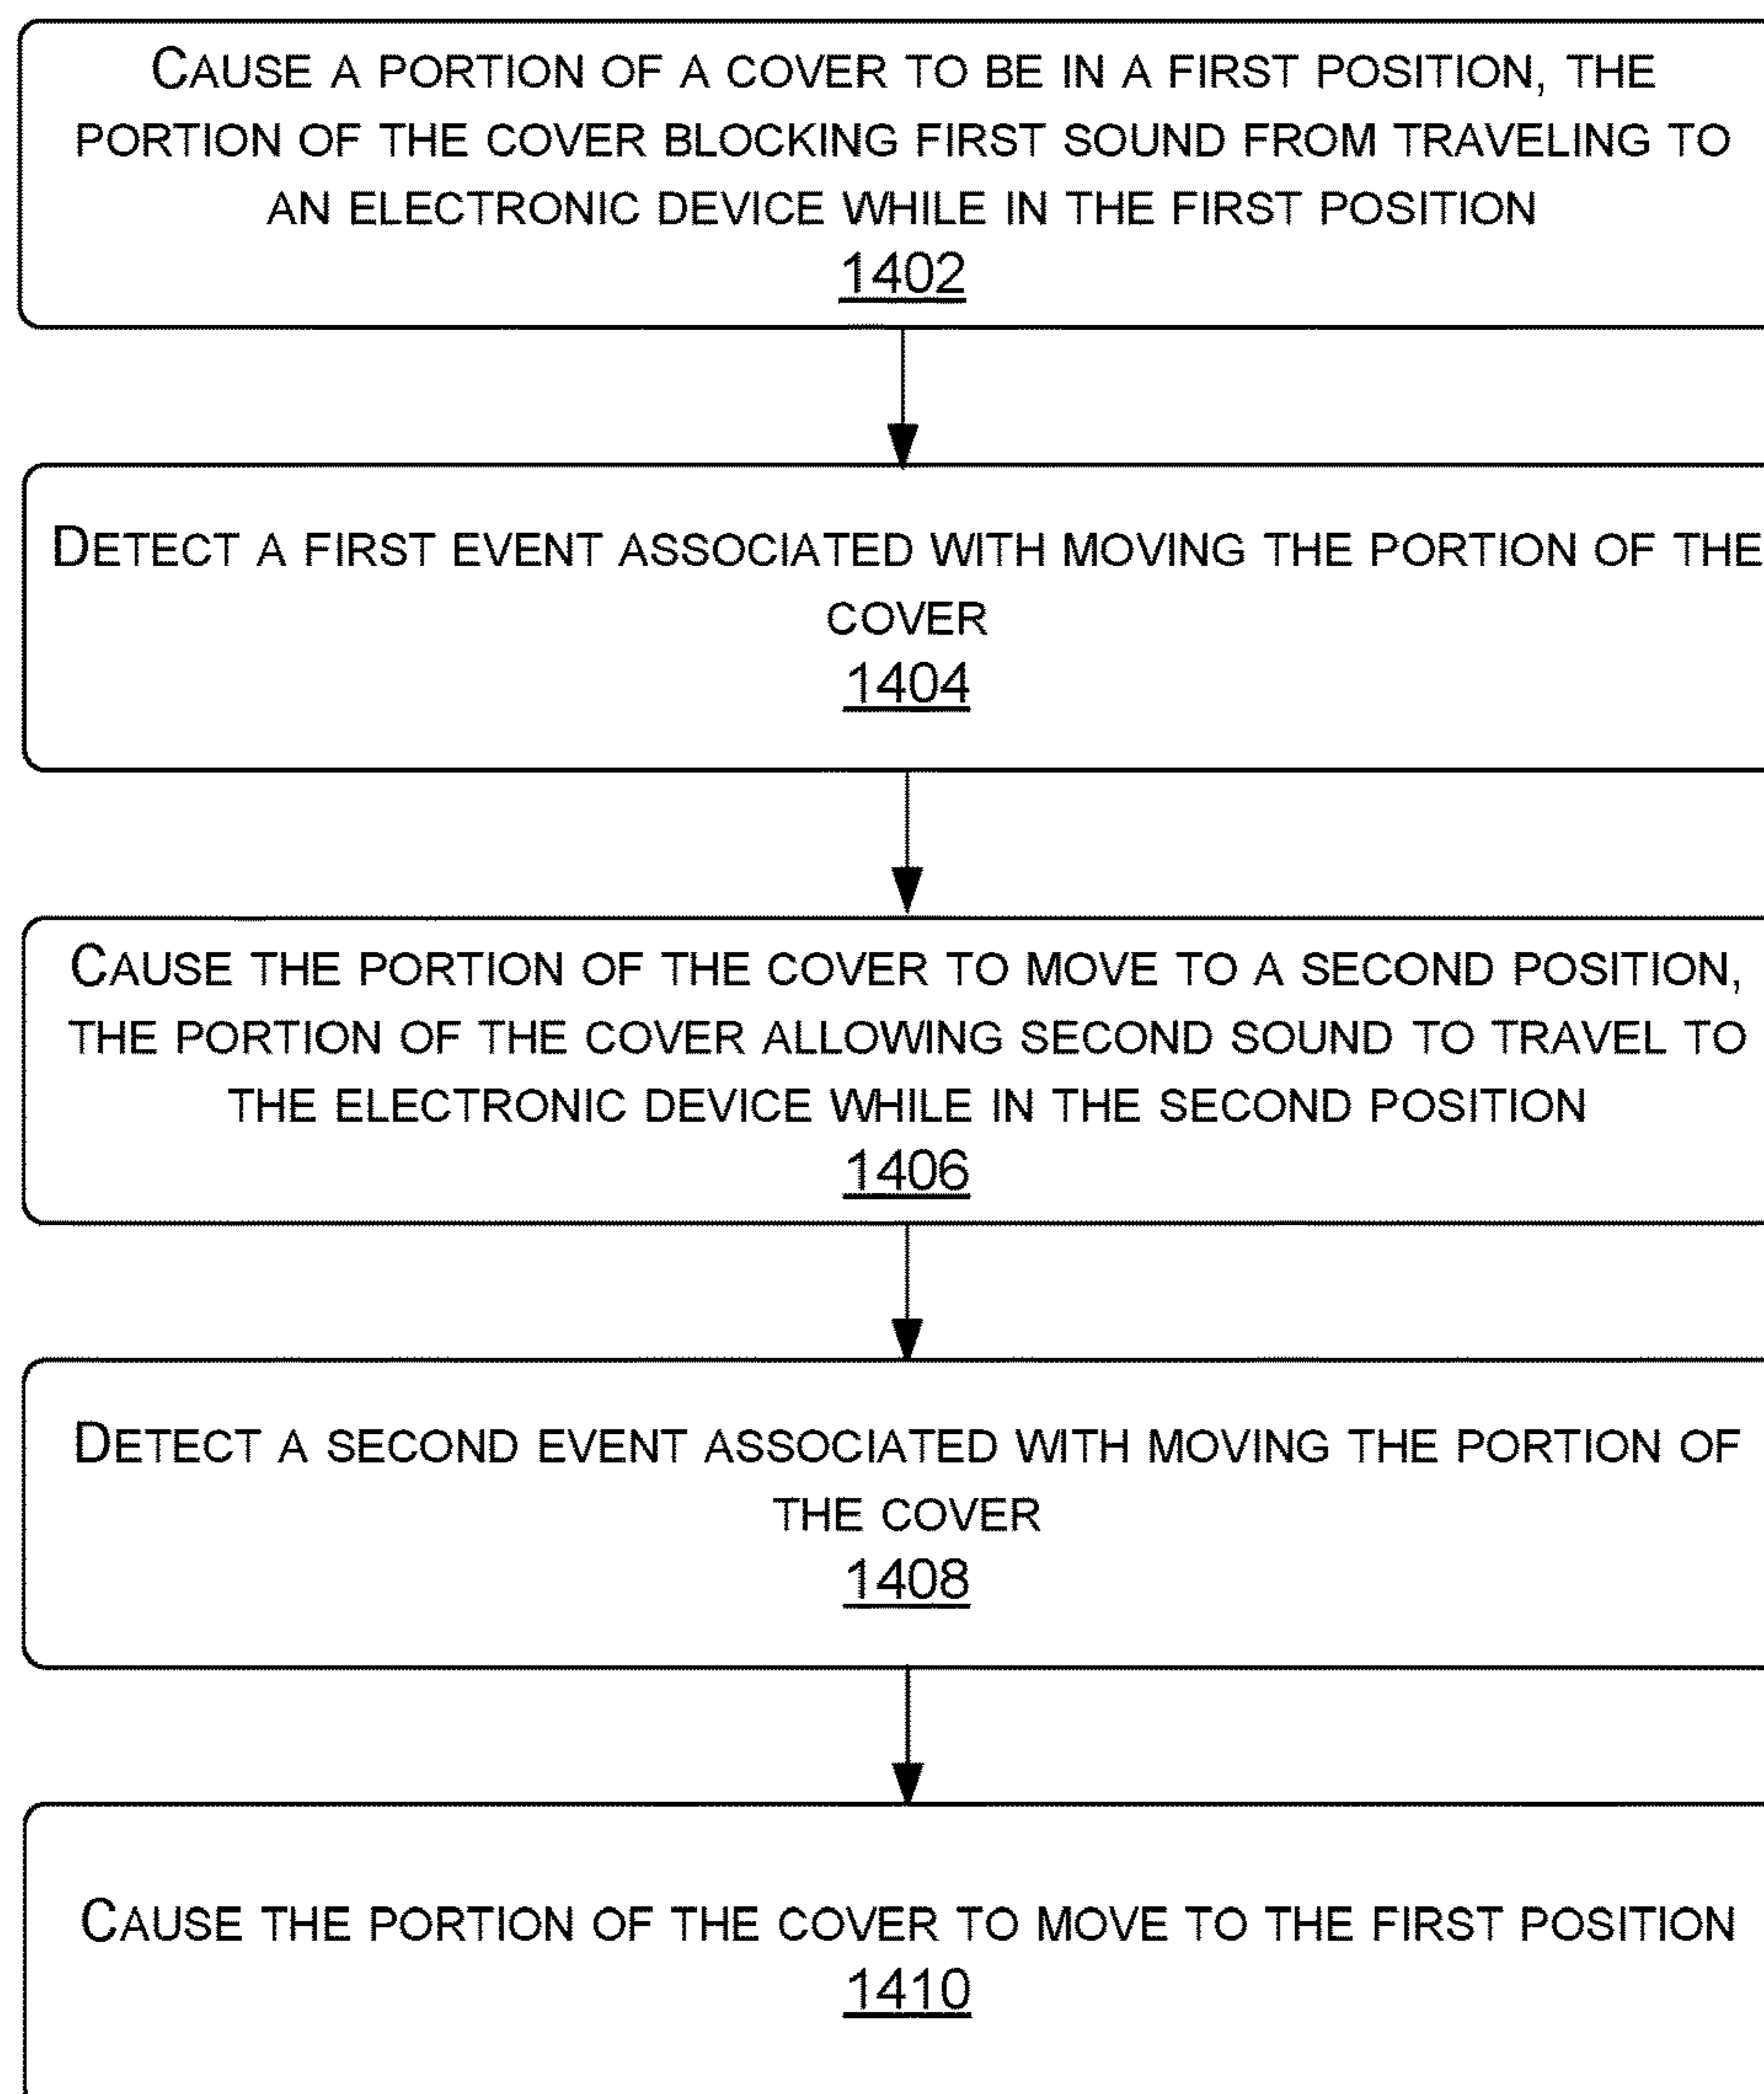 CAUSE A PORTION OF A COVER TO BE IN A FIRST POSITION, THE
PORTION OF THE COVER BLOCKING FIRST SOUND FROM TRAVELING TO
AN ELECTRONIC DEVICE WHILE IN THE FIRST POSITION
1402
DETECT A FIRST EVENT ASSOCIATED WITH MOVING THE PORTION OF THE
COVER
1404
CAUSE THE PORTION OF THE COVER TO MOVE TO A SECOND POSITION,
THE PORTION OF THE COVER ALLOWING SECOND SOUND TO TRAVEL TO
THE ELECTRONIC DEVICE WHILE IN THE SECOND POSITION
1406
DETECT A SECOND EVENT ASSOCIATED WITH MOVING THE PORTION OF
THE COVER
1408
CAUSE THE PORTION OF THE COVER TO MOVE TO THE FIRST POSITION
1410